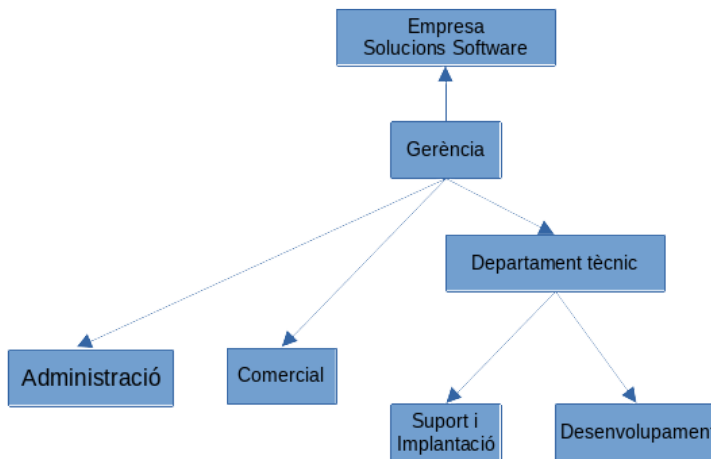 Empresa
Solucions Software
Gerència
Departament tècnic
Administració
Comercial
Suport i
Implantació
Desenvolupament